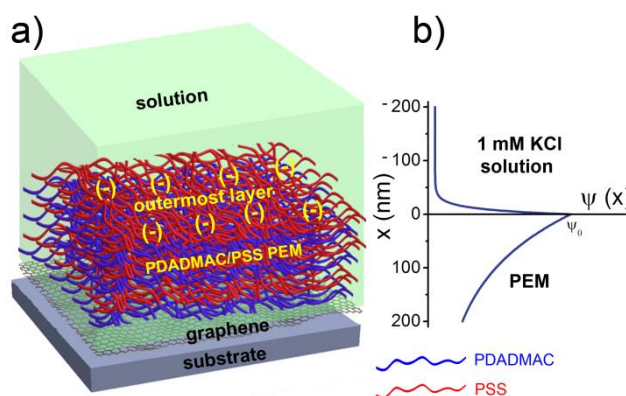 a)
solution
(-) (-) (-) (-)
outermost layer
(-) (-) (-) (-) (-)
PDADMAC/PSS PEM
graphene
substrate
b)
- 200
- 100
0
100
200
x (nm)
1 mM KCl
solution
ψ (x)
ψ₀
PEM
PDADMAC
PSS